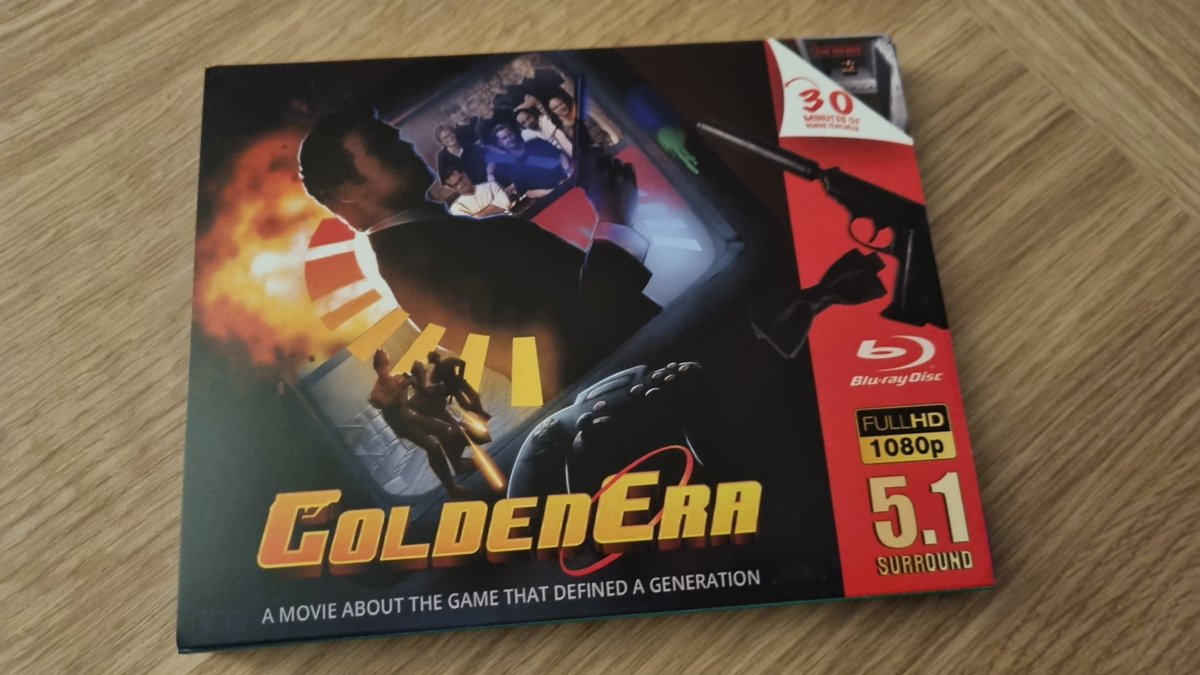 30
MINUTES OF
BONUS FEATURES
Blu-ray Disc
FULL HD
1080p
5.1
SURROUND
GOLDENERA
A MOVIE ABOUT THE GAME THAT DEFINED A GENERATION